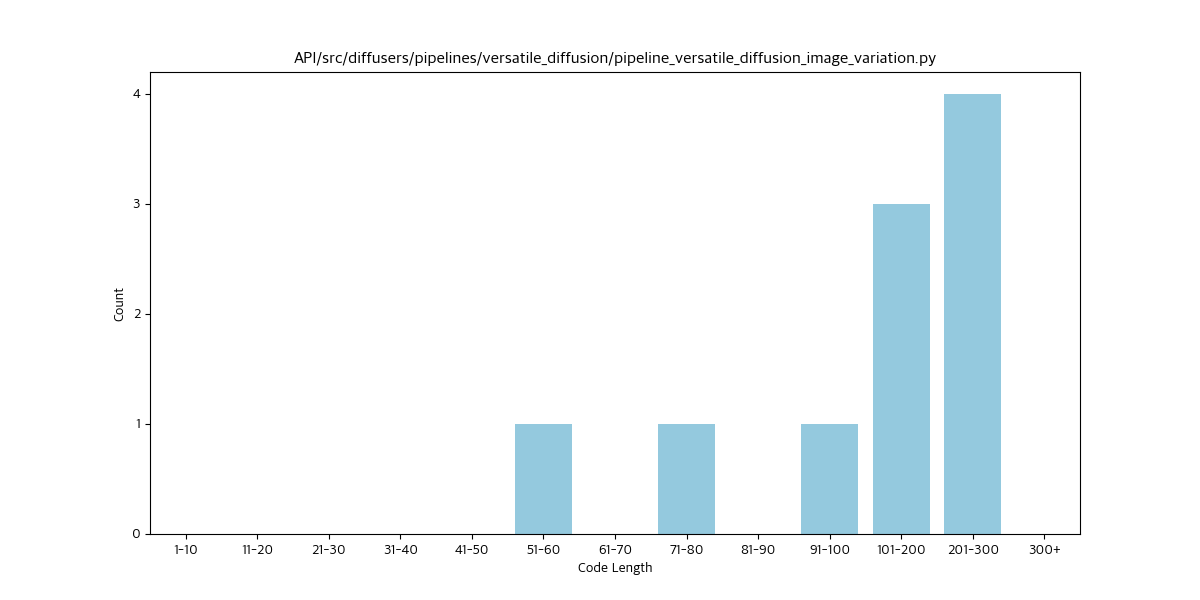 API/src/diffusers/pipelines/versatile_diffusion/pipeline_versatile_diffusion_image_variation.py
4
3
2
1
0
Count
1-10 11-20 21-30 31-40 41-50 51-60 61-70 71-80 81-90 91-100 101-200 201-300 300+
Code Length